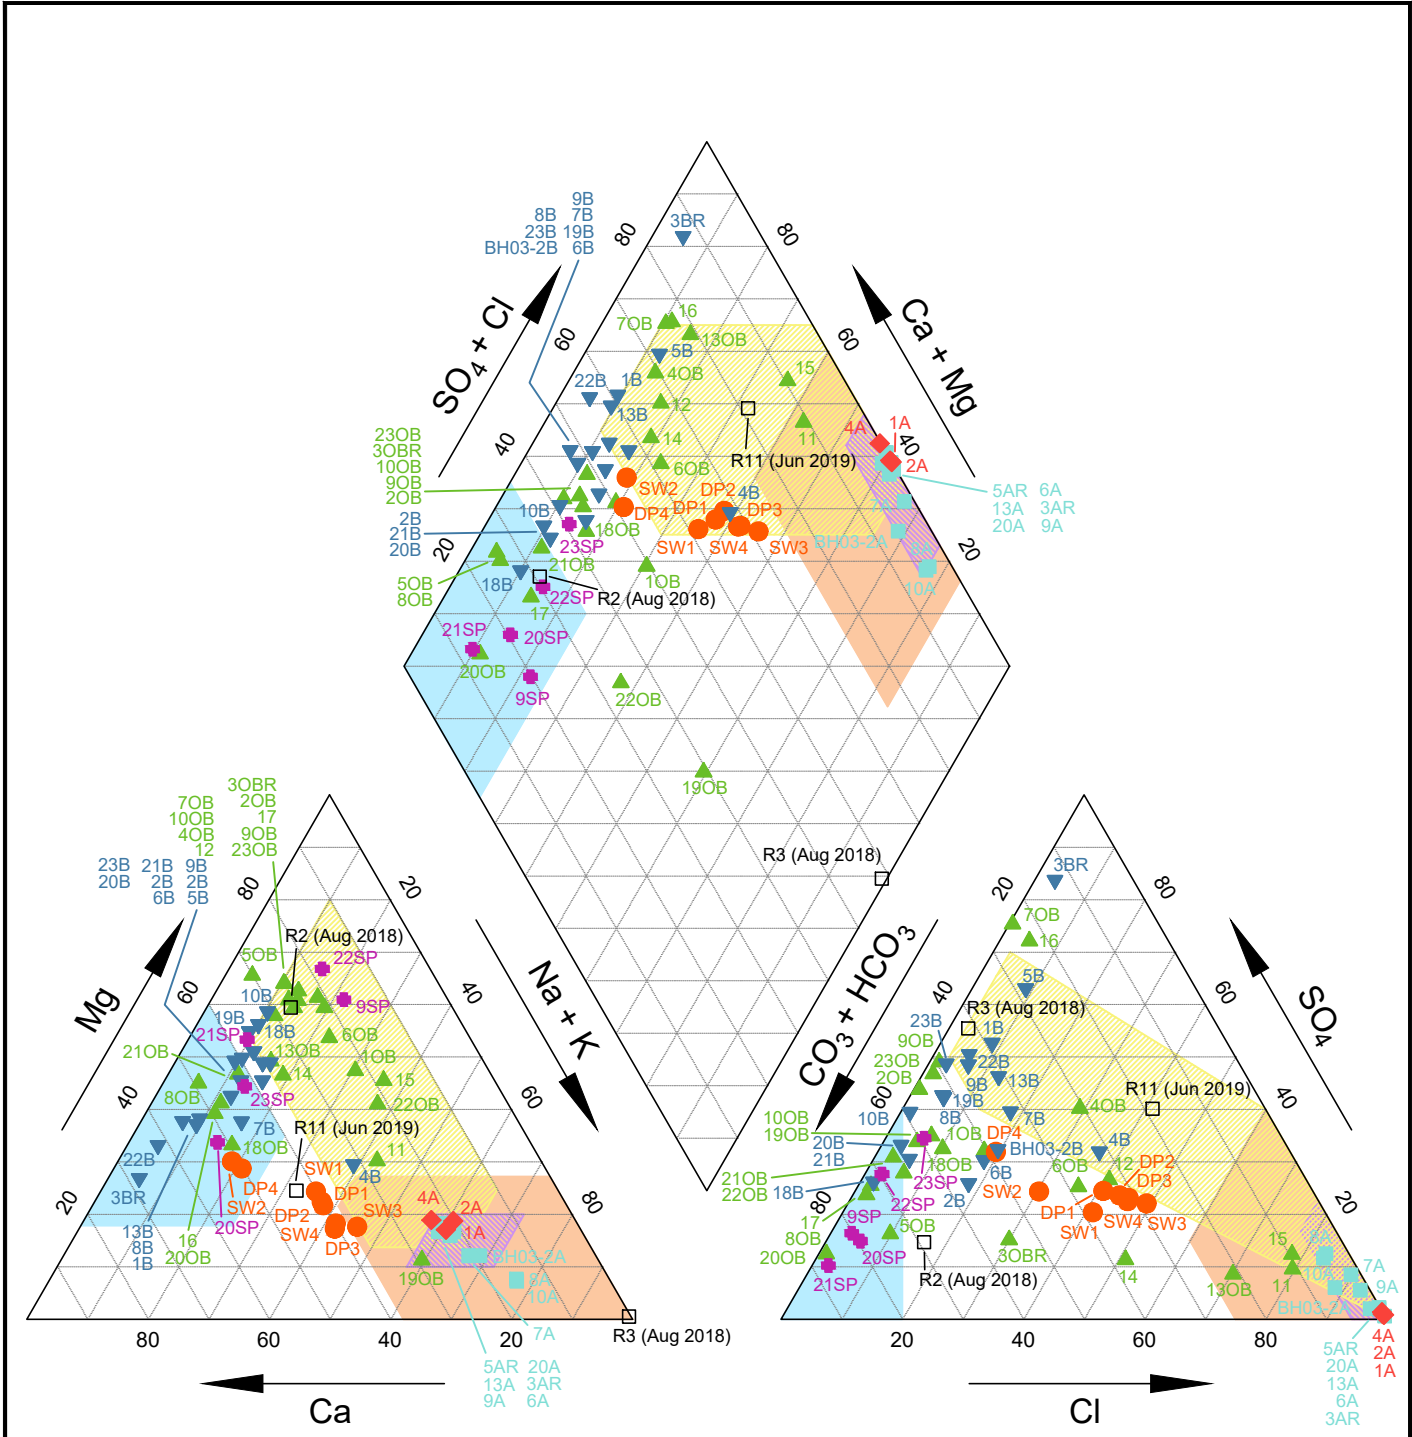 9B
8B 7B
23B 19B
BH03-2B 6B
3BR
80
80
SO4 + Cl
Ca + Mg
60
60
16
7OB
13OB
5B
4OB
15
22B 1B
13B
12
11
4A
1A
40
2A
40
14
R11 (Jun 2019)
6OB
23OB
3OBR
10OB
9OB
2OB
SW2
DP2
4B
DP1
DP3
DP4
SW1 SW4 SW3
5AR 6A
13A 3AR
20A 9A
7A
BH03-2A
8A
10A
20
20
10B
2B
21B
20B
18OB
23SP
21OB
1OB
5OB
8OB
18B
22SP
R2 (Aug 2018)
17
21SP
20SP
20OB
9SP
22OB
19OB
R3 (Aug 2018)
3OBR
7OB 2OB
10OB 17
4OB 9OB
12 23OB
23B 21B 9B
20B 2B 2B
6B 5B
80
20
Mg
Na + K
60
40
R2 (Aug 2018)
5OB
22SP
10B
9SP
19B
18B
21SP
6OB
21OB
13OB
1OB
14
15
40
60
8OB
23SP
22OB
7B
R11 (Jun 2019)
18OB
11
22B
SW1
4B
3BR
DP4
DP1
SW2
DP2
SW3
SW4
DP3
20
80
13B
8B
1B
16
20OB
20SP
4A
2A
1A
BH03-2A
19OB
8A
10A
7A
R3 (Aug 2018)
80 60 40 20
5AR 20A
13A 3AR
9A 6A
Ca
3BR
20
80
CO3 + HCO3
SO4
7OB
16
5B
40
60
R3 (Aug 2018)
23B
1B
9OB
22B
23OB
9B
13B
2OB
19B
R11 (Jun 2019)
60
40
10B
8B
7B
4OB
10OB
19OB
1OB
DP4
BH03-2B
4B
20B
21B
18OB
6B
6OB
12
DP2
DP3
21OB
22OB
18B
23SP
22SP
2B
SW2
DP1
SW1
SW4
SW3
80
20
17
9SP
8OB
20OB
20SP
5OB
21SP
R2 (Aug 2018)
3OBR
14
15
13OB
11
8A
10A
7A
9A
BH03-2A
20 40 60 80
4A
2A
1A
5AR
20A
13A
6A
3AR
Cl